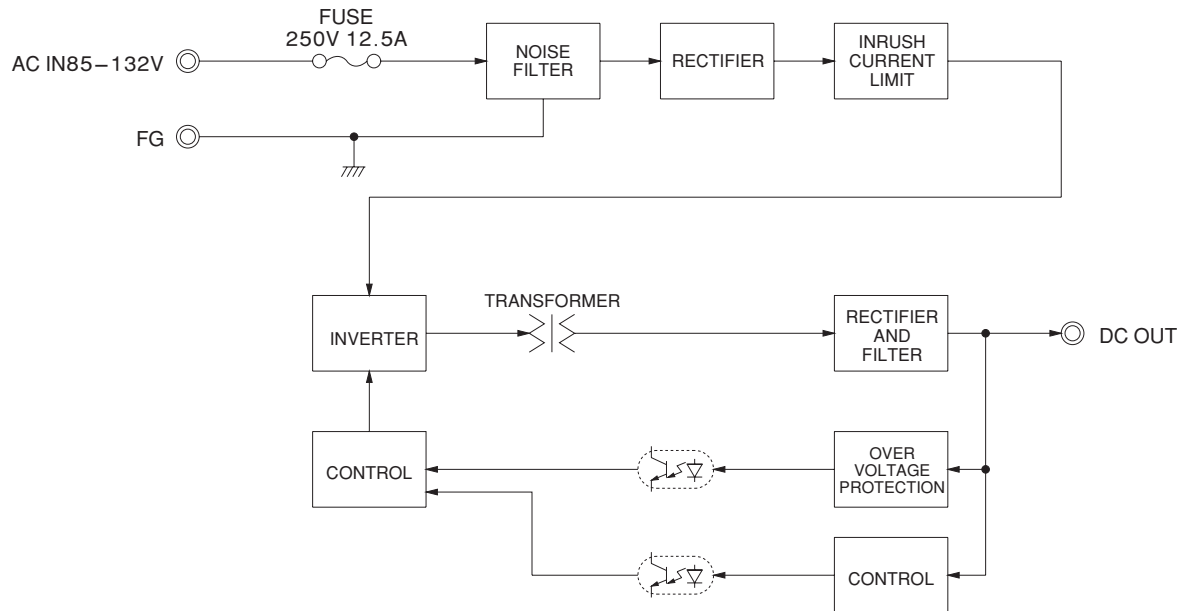 FUSE
250V 12.5A
AC IN85–132V
NOISE
FILTER
RECTIFIER
INRUSH
CURRENT
LIMIT
FG
TRANSFORMER
INVERTER
RECTIFIER
AND
FILTER
DC OUT
CONTROL
OVER
VOLTAGE
PROTECTION
CONTROL